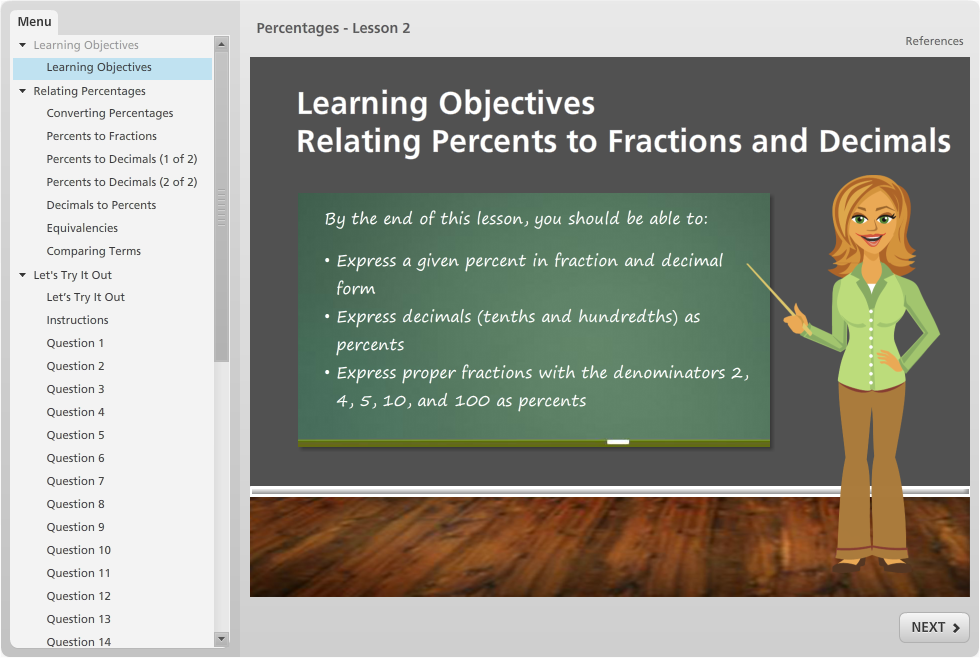 Menu
Learning Objectives
Learning Objectives
Relating Percentages
Converting Percentages
Percents to Fractions
Percents to Decimals (1 of 2)
Percents to Decimals (2 of 2)
Decimals to Percents
Equivalencies
Comparing Terms
Let's Try It Out
Let's Try It Out
Instructions
Question 1
Question 2
Question 3
Question 4
Question 5
Question 6
Question 7
Question 8
Question 9
Question 10
Question 11
Question 12
Question 13
Question 14
Percentages - Lesson 2
References
Learning Objectives
Relating Percents to Fractions and Decimals
By the end of this lesson, you should be able to:
• Express a given percent in fraction and decimal
form
• Express decimals (tenths and hundredths) as
percents
• Express proper fractions with the denominators 2,
4, 5, 10, and 100 as percents
NEXT